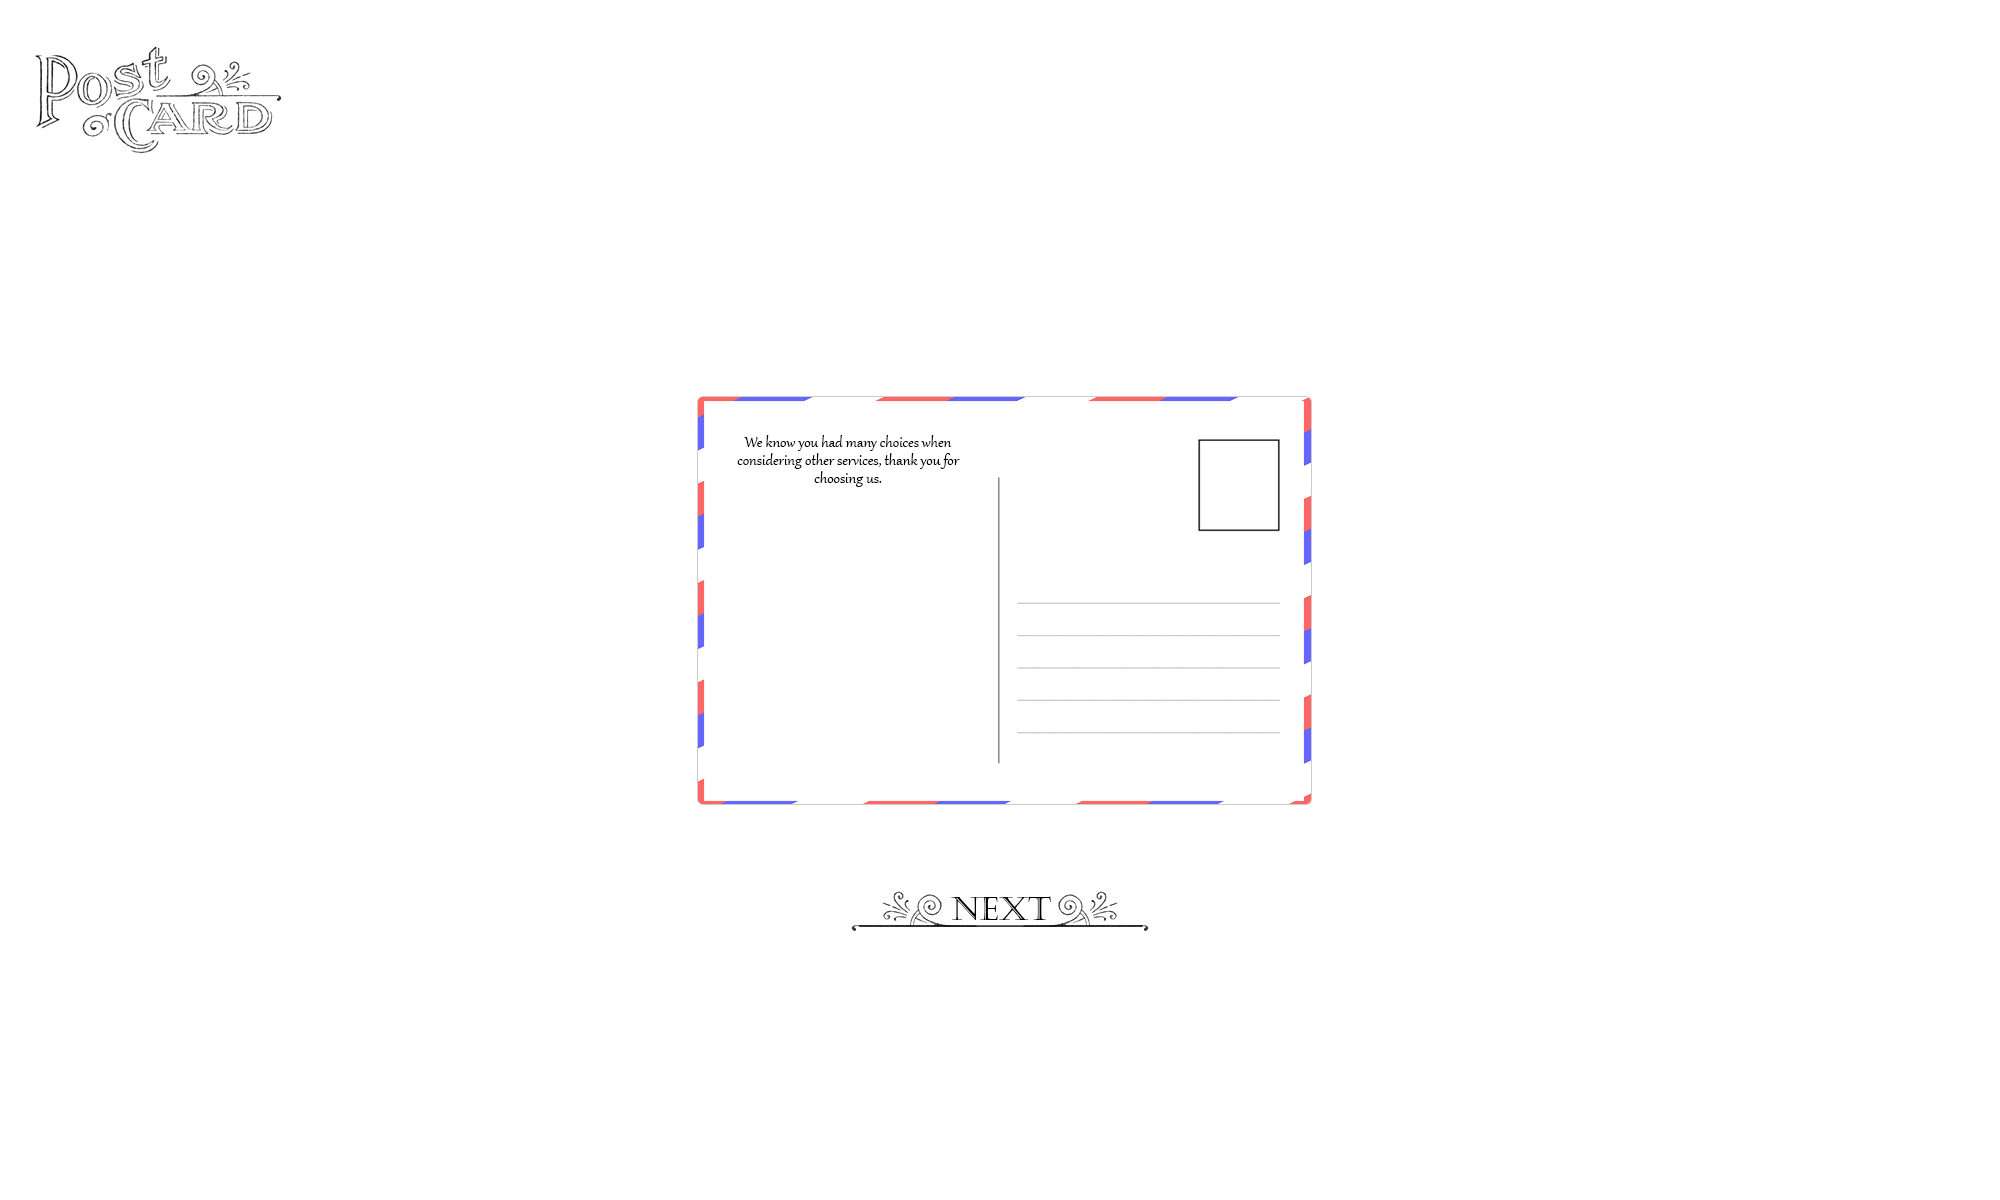 Post
CARD
We know you had many choices when
considering other services, thank you for
choosing us.
NEXT